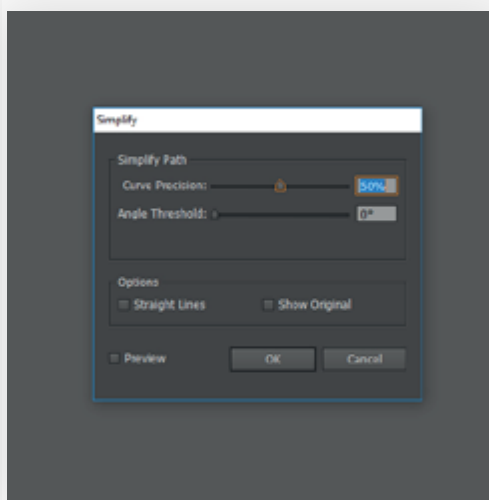 Simplify
Simplify Path
Curve Precision: 50%
Angle Threshold: 0°
Options
Straight Lines Show Original
Preview OK Cancel